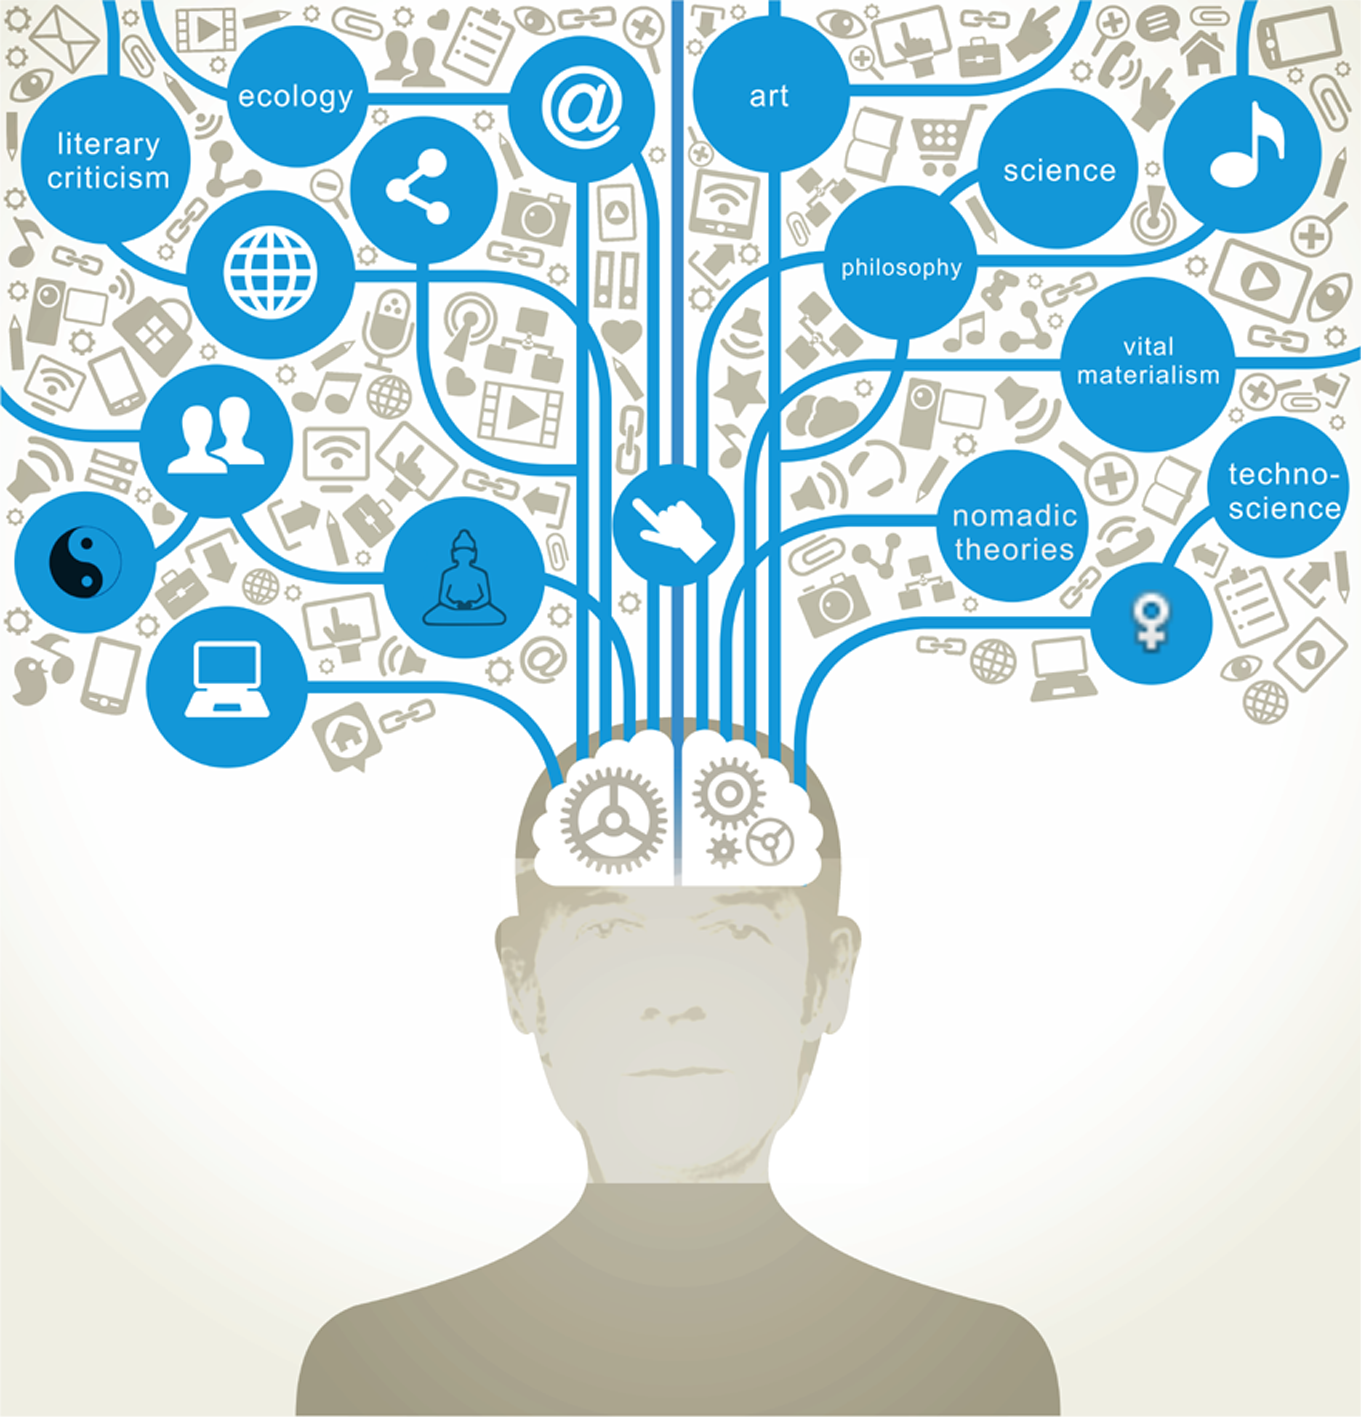 ecology
@
art
literary
criticism
science
philosophy
vital
materialism
techno-
science
nomadic
theories
@